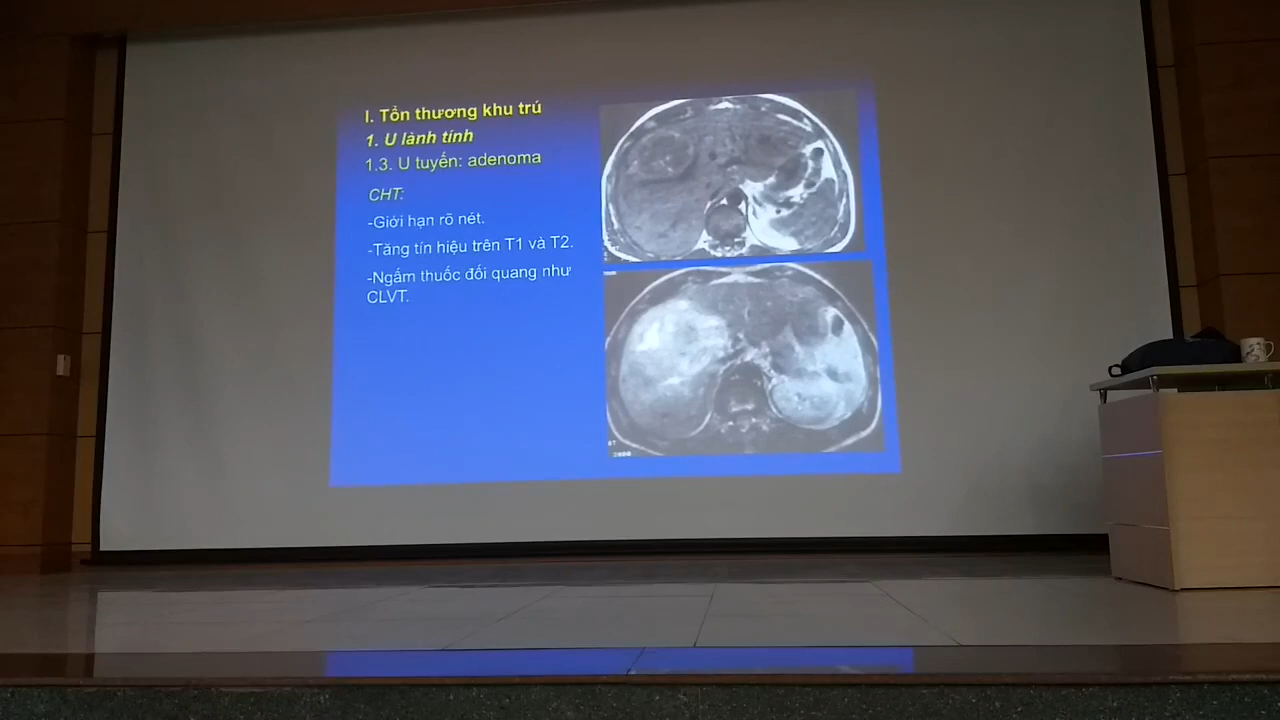 I. Tổn thương khu trú
1. U lành tính
1.3. U tuyến: adenoma
CHT:
-Giới hạn rõ nét.
-Tăng tín hiệu trên T1 và T2.
-Ngấm thuốc đối quang như
CLVT.